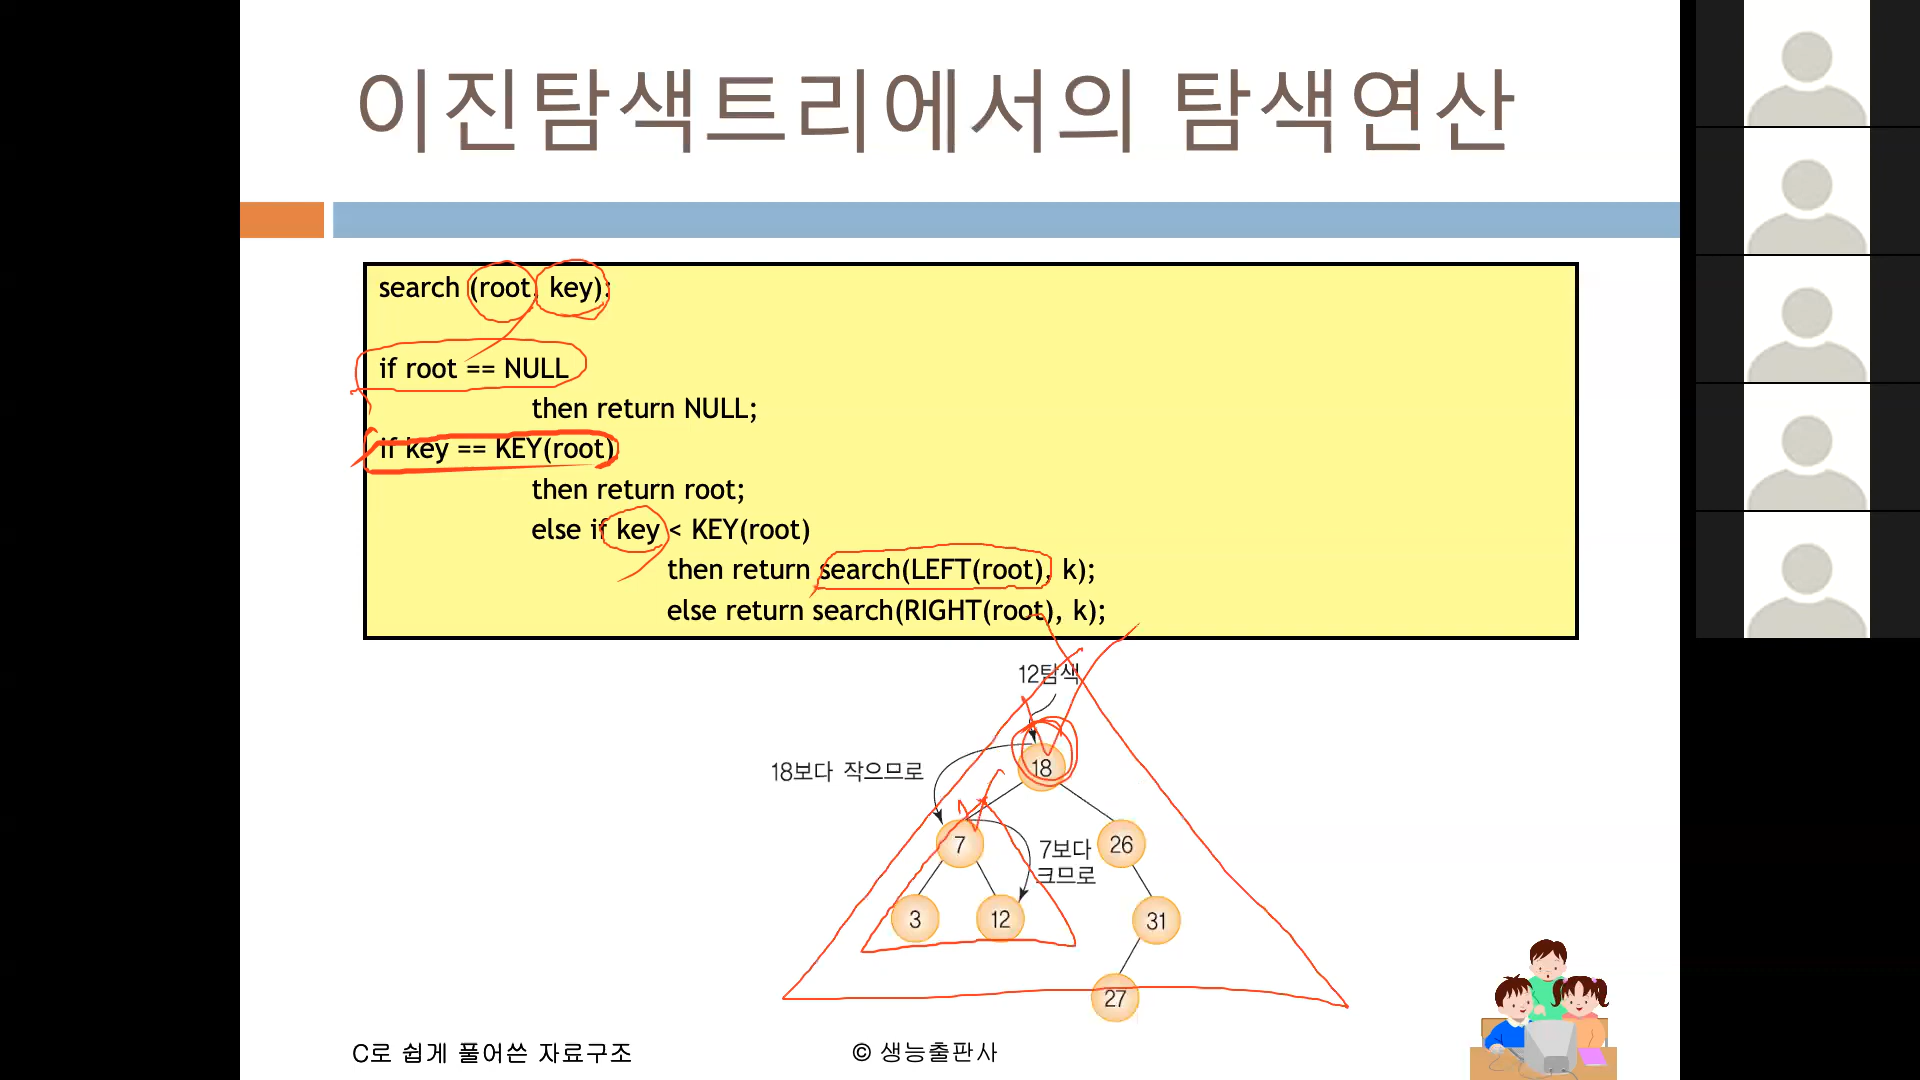 이진탐색트리에서의 탐색연산
search (root, key):
if root == NULL
then return NULL;
if key == KEY(root)
then return root;
else if key < KEY(root)
then return search(LEFT(root), k);
else return search(RIGHT(root), k);
12탐색
18
18보다 작으므로
7
7보다
크므로
26
3
12
31
27
C로 쉽게 풀어쓴 자료구조
© 생능출판사